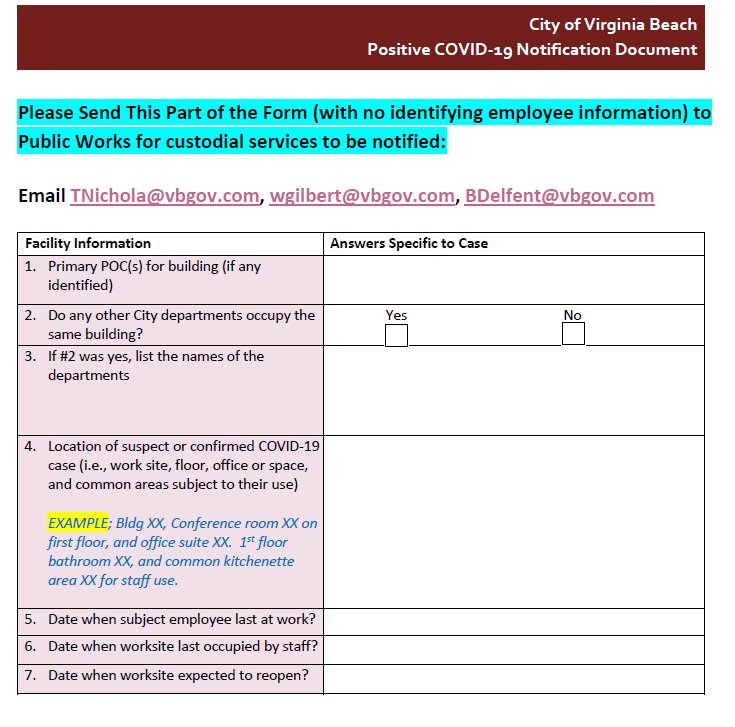 City of Virginia Beach
Positive COVID-19 Notification Document
Please Send This Part of the Form (with no identifying employee information) to
Public Works for custodial services to be notified:
Email TNichola@vbgov.com, wgilbert@vbgov.com, BDelfent@vbgov.com
Facility Information
Answers Specific to Case
1. Primary POC(s) for building (if any
identified)
2. Do any other City departments occupy the
same building?
Yes
No
3. If #2 was yes, list the names of the
departments
4. Location of suspect or confirmed COVID-19
case (i.e., work site, floor, office or space,
and common areas subject to their use)
EXAMPLE; Bldg XX, Conference room XX on
first floor, and office suite XX. 1st floor
bathroom XX, and common kitchenette
area XX for staff use.
5. Date when subject employee last at work?
6. Date when worksite last occupied by staff?
7. Date when worksite expected to reopen?